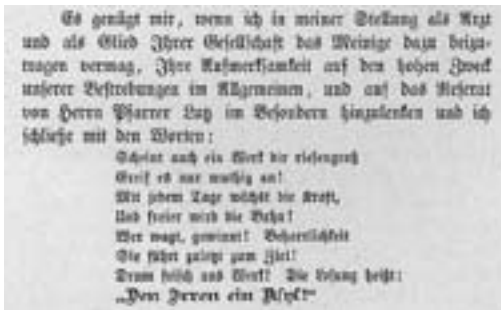 Es genügt mir, wenn ich in meiner Stellung als Arzt
und als Glied Ihrer Gesellschaft das Meinige dazu beizu-
tragen vermag, Ihre Aufmerksamkeit auf den hohen Zweck
unserer Bestrebungen im Allgemeinen, und auf das Referat
von Herrn Pfarrer Lutz im Besondern hinzulenken und ich
schließe mit den Worten:
Scheint auch ein Werk dir riesengroß
Greif es nur muthig an!
Mit jedem Tage wächst die Kraft,
Und freier wird die Bahn!
Wer wagt, gewinnt! Beharrlichkeit
Sie führt zuletzt zum Ziel!
Drum frisch ans Werk! Die Losung heißt:
„Den Irren ein Asyl!“